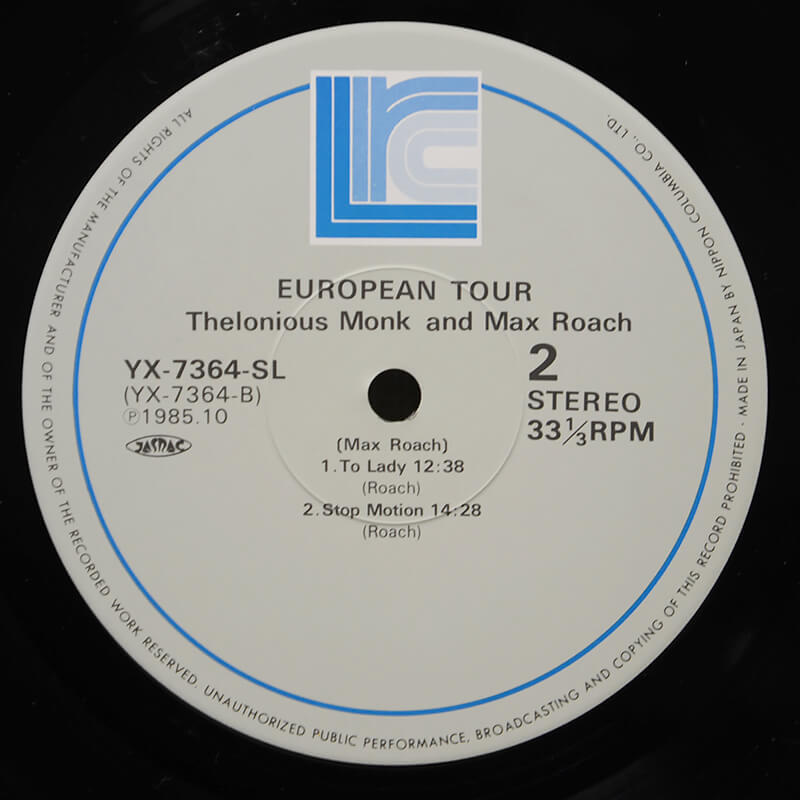 LRC
EUROPEAN TOUR
Thelonious Monk and Max Roach
YX-7364-SL
(YX-7364-B)
Ⓟ1985.10
JASRAC
2
STEREO
33⅓RPM
(Max Roach)
1.To Lady 12:38
(Roach)
2.Stop Motion 14:28
(Roach)
ALL RIGHTS OF THE MANUFACTURER AND OF THE OWNER OF THE RECORDED WORK RESERVED. UNAUTHORIZED PUBLIC PERFORMANCE, BROADCASTING AND COPYING OF THIS RECORD PROHIBITED - MADE IN JAPAN BY NIPPON COLUMBIA CO., LTD.